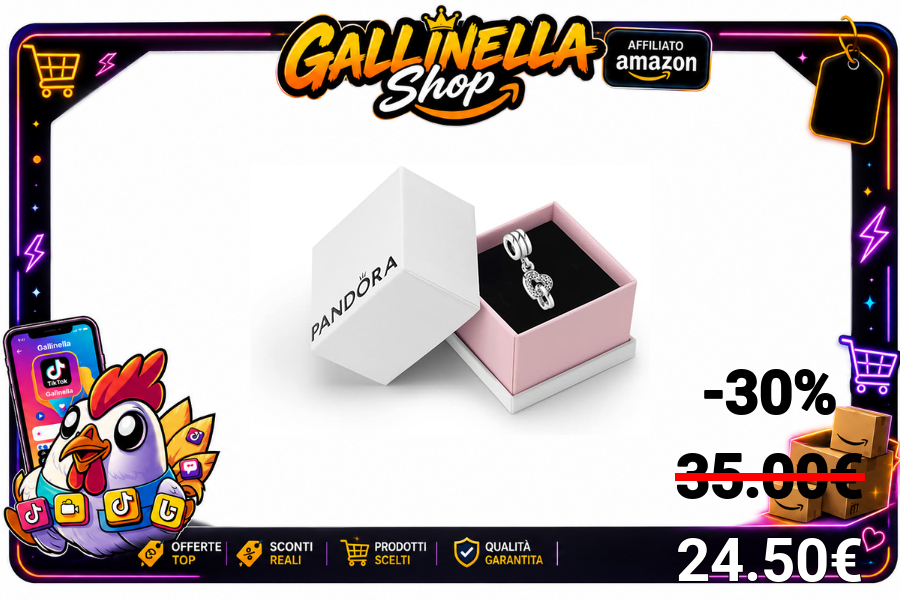 GALLINELLA
Shop
AFFILIATO
amazon
PANDORA
Gallinella
TikTok
Gallinella
-30%
35.00€
24.50€
OFFERTE
TOP
SCONTI
REALI
PRODOTTI
SCELTI
QUALITÀ
GARANTITA